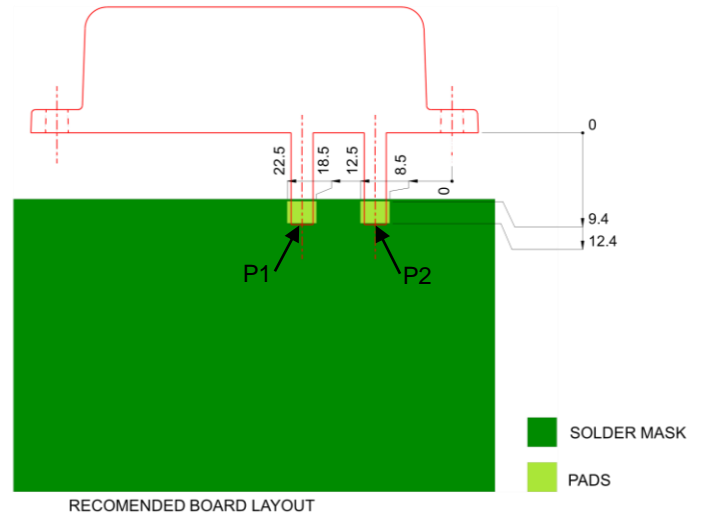 0
22.5
18.5
12.5
8.5
0
9.4
12.4
P1
P2
SOLDER MASK
PADS
RECOMENDED BOARD LAYOUT